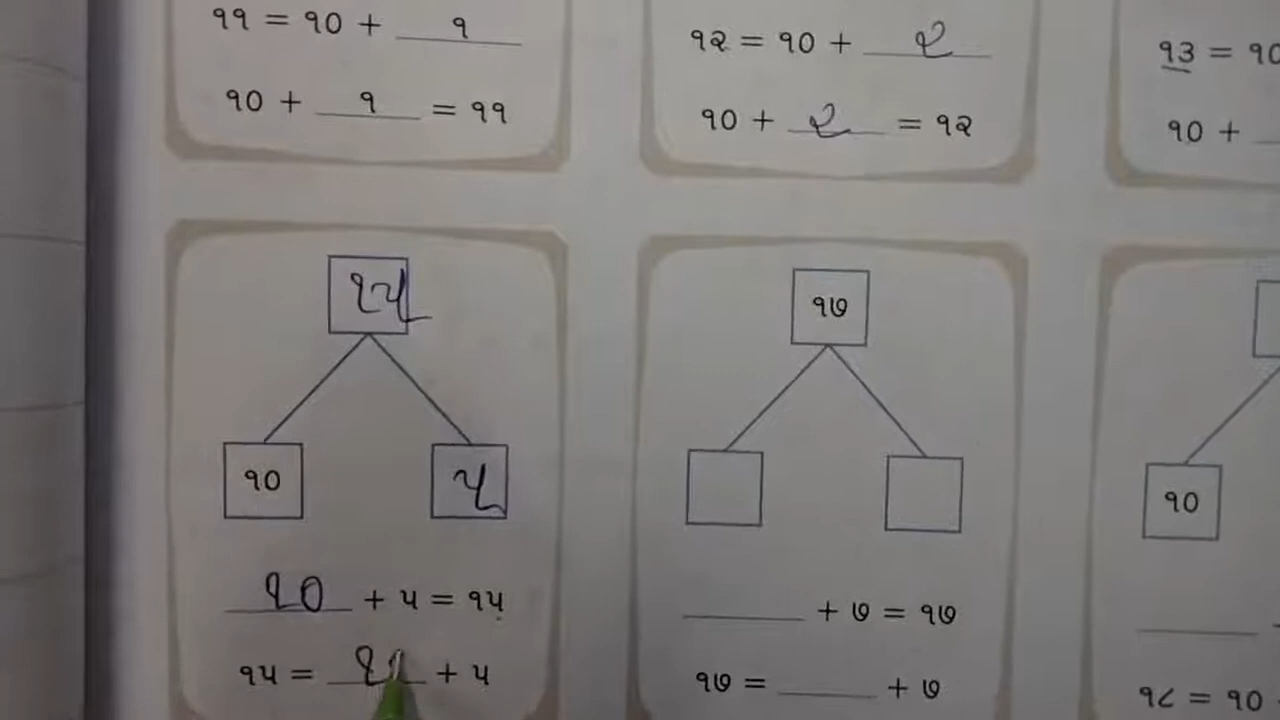 ૧૧ = ૧૦ + ૧
૧૦ + ૧ = ૧૧
૧૨ = ૧૦ + ૨
૧૦ + ૨ = ૧૨
૧૩ = ૧૦
૧૦ +
૧૫
૧૦ ૫
૧૦ + ૫ = ૧૫
૧૫ = ૧ + ૫
૧૭
+ ૭ = ૧૭
૧૭ = + ૭
૧૦
૧૮ = ૧૦